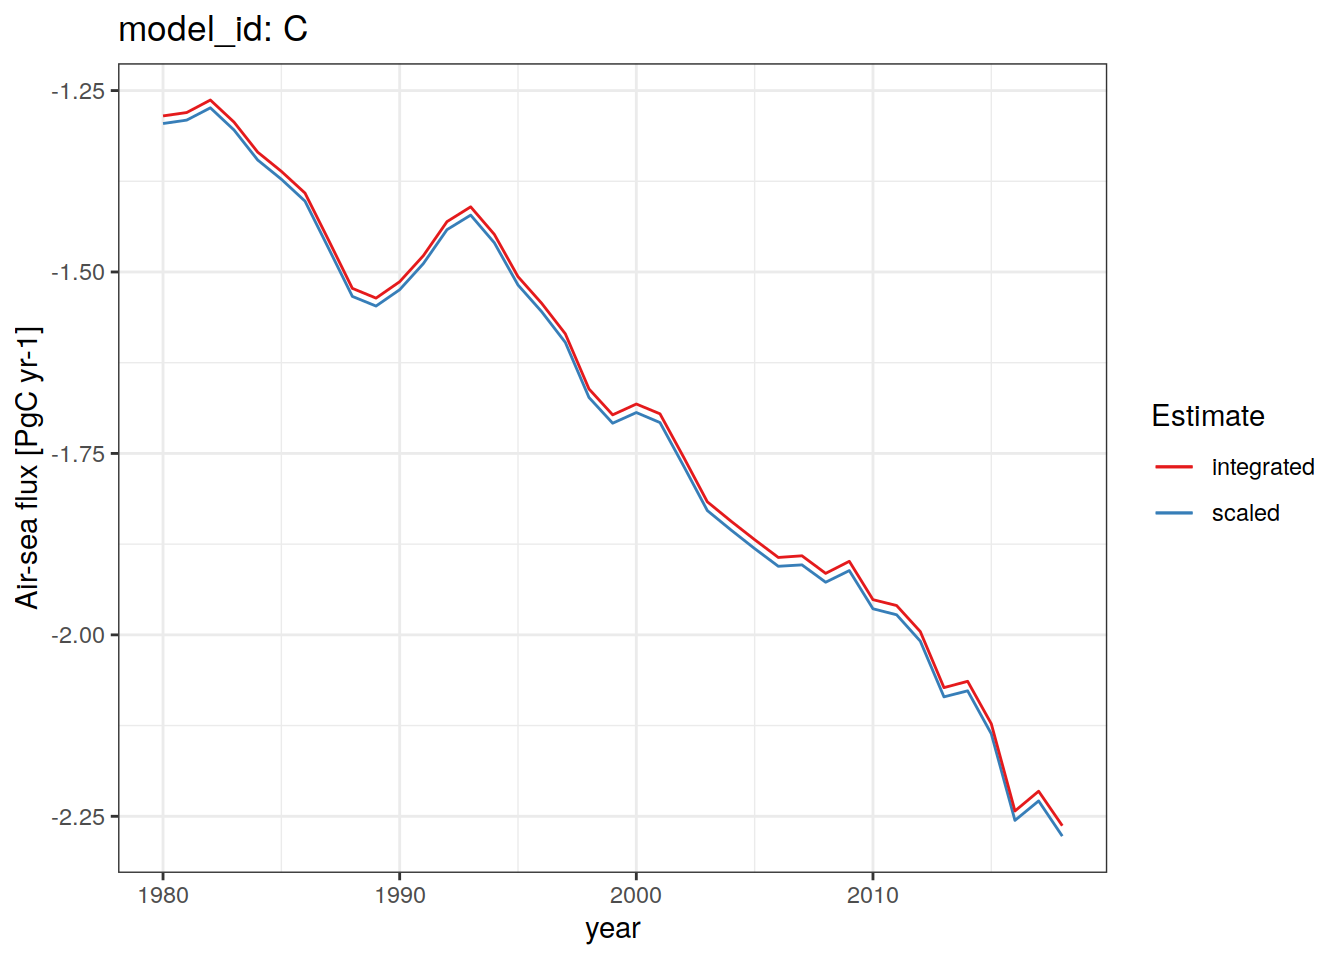 model_id: C
-1.25
-1.50
-1.75
-2.00
-2.25
Air-sea flux [PgC yr-1]
1980 1990 2000 2010
year
Estimate
integrated
scaled